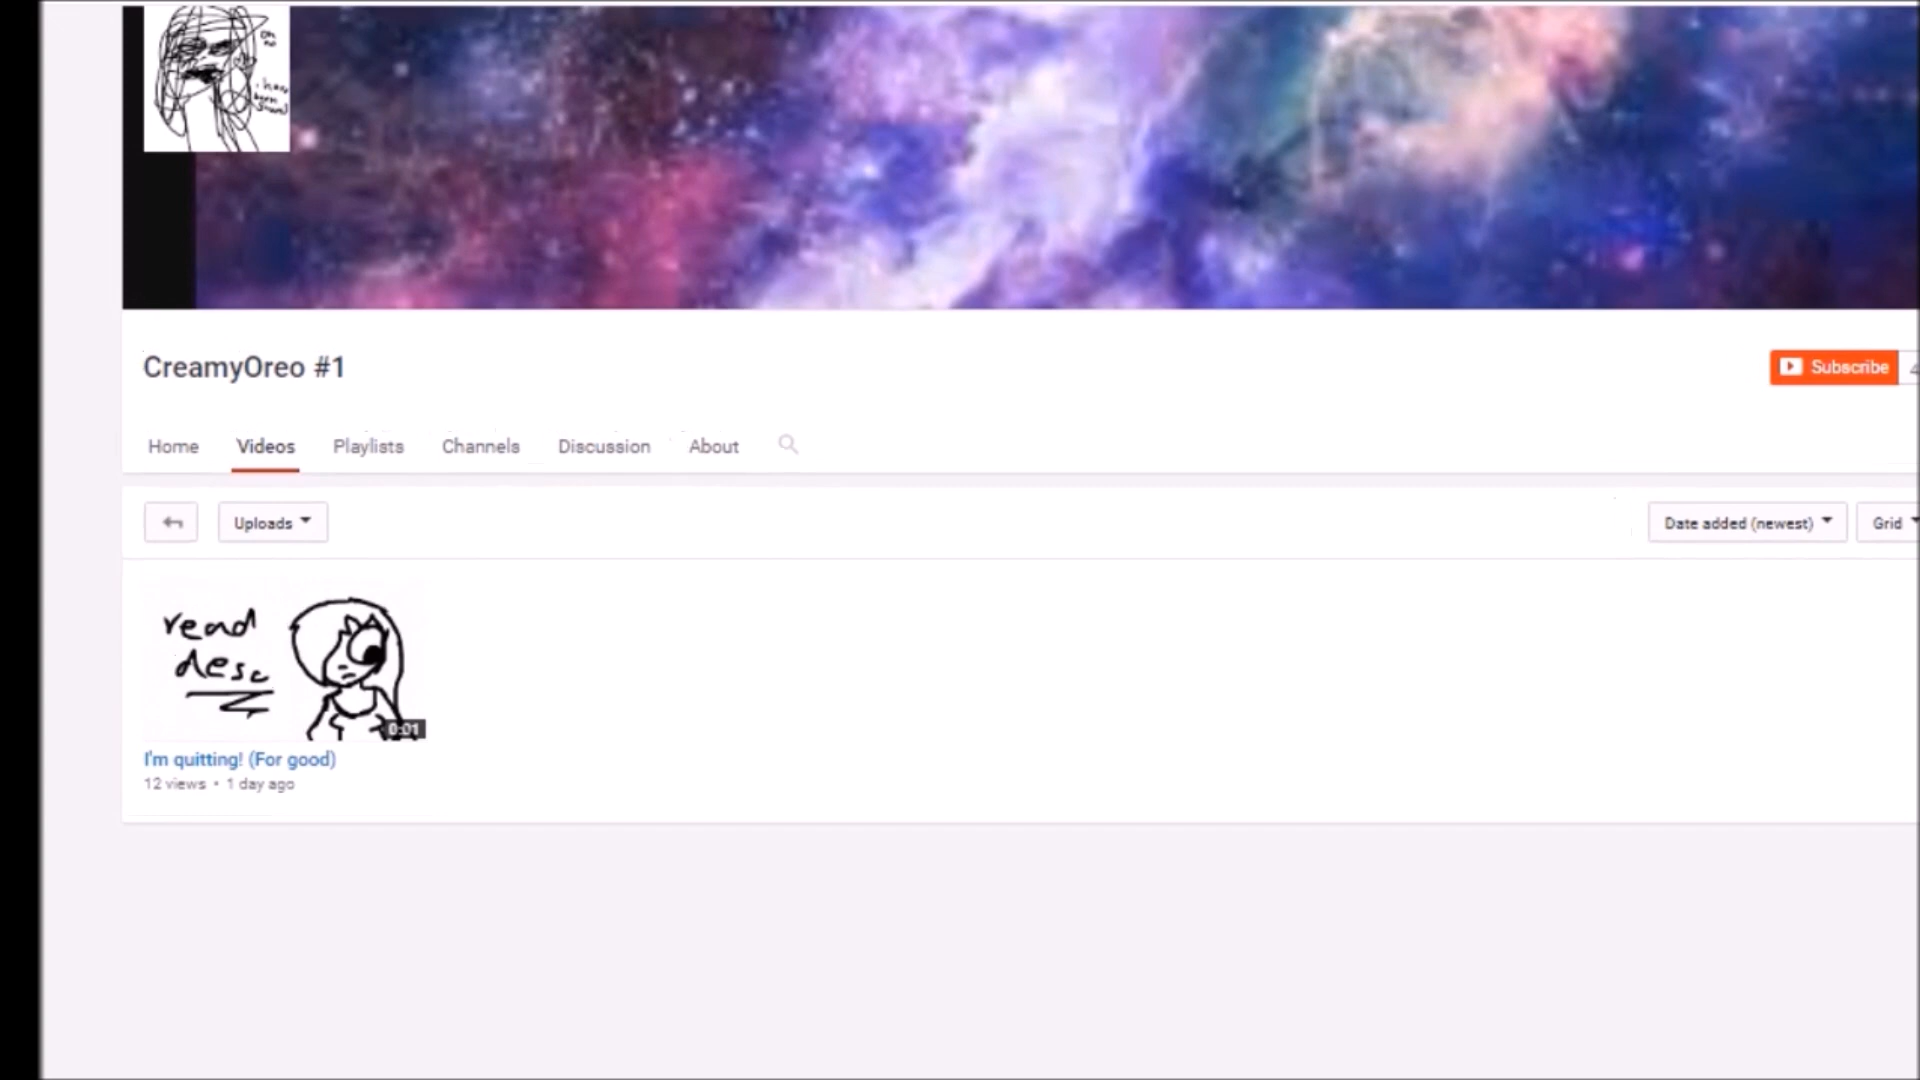 CreamyOreo #1
Subscribe
Home Videos Playlists Channels Discussion About
Uploads
Date added (newest)
Grid
read
desc
0:01
I'm quitting! (For good)
12 views • 1 day ago